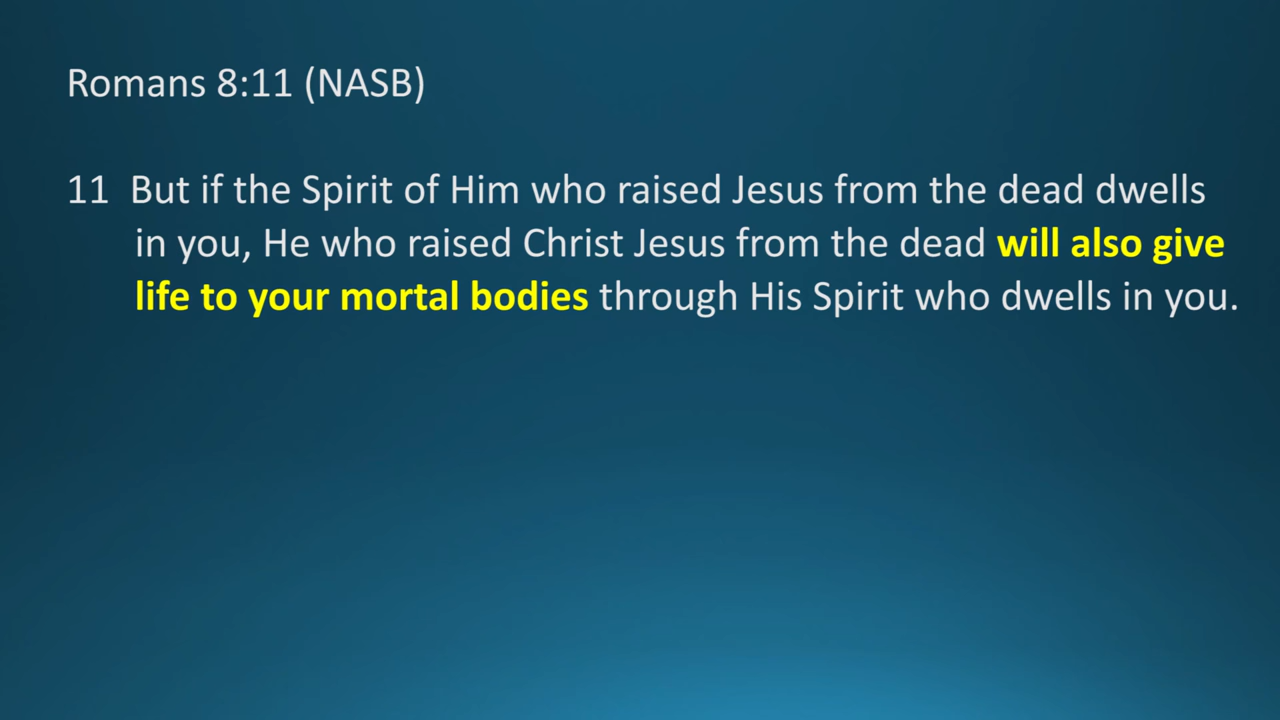 Romans 8:11 (NASB)
11 But if the Spirit of Him who raised Jesus from the dead dwells
in you, He who raised Christ Jesus from the dead will also give
life to your mortal bodies through His Spirit who dwells in you.